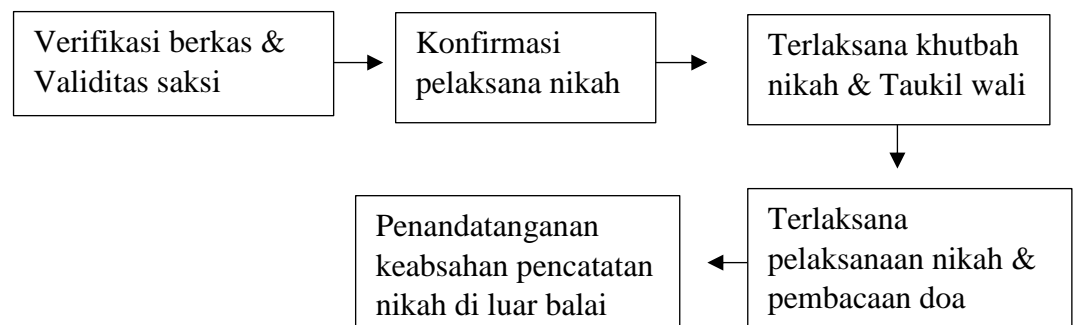 Verifikasi berkas &
Validitas saksi
Konfirmasi
pelaksana nikah
Terlaksana khutbah
nikah & Taukil wali
Terlaksana
pelaksanaan nikah &
pembacaan doa
Penandatanganan
keabsahan pencatatan
nikah di luar balai